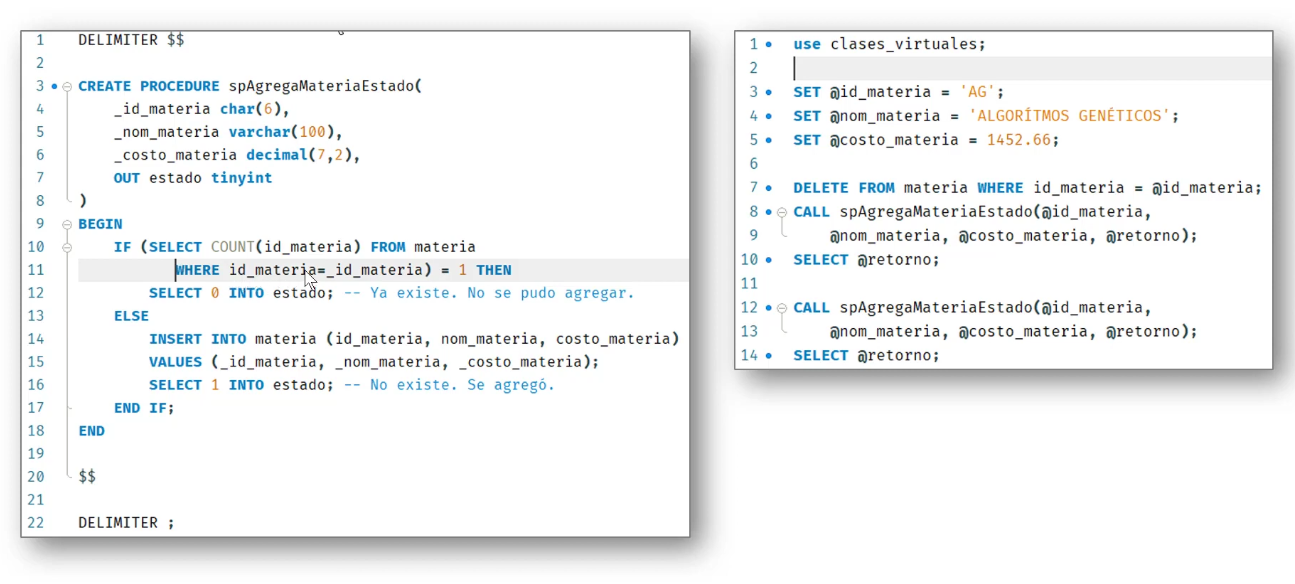 1 DELIMITER $$
2
3 CREATE PROCEDURE spAgregaMateriaEstado(
4 _id_materia char(6),
5 _nom_materia varchar(100),
6 _costo_materia decimal(7,2),
7 OUT estado tinyint
8 )
9 BEGIN
10 IF (SELECT COUNT(id_materia) FROM materia
11 WHERE id_materia=_id_materia) = 1 THEN
12 SELECT 0 INTO estado; -- Ya existe. No se pudo agregar.
13 ELSE
14 INSERT INTO materia (id_materia, nom_materia, costo_materia)
15 VALUES (_id_materia, _nom_materia, _costo_materia);
16 SELECT 1 INTO estado; -- No existe. Se agregó.
17 END IF;
18 END
19
20 $$
21
22 DELIMITER ;
1 use clases_virtuales;
2
3 SET @id_materia = 'AG';
4 SET @nom_materia = 'ALGORÍTMOS GENÉTICOS';
5 SET @costo_materia = 1452.66;
6
7 DELETE FROM materia WHERE id_materia = @id_materia;
8 CALL spAgregaMateriaEstado(@id_materia,
9 @nom_materia, @costo_materia, @retorno);
10 SELECT @retorno;
11
12 CALL spAgregaMateriaEstado(@id_materia,
13 @nom_materia, @costo_materia, @retorno);
14 SELECT @retorno;